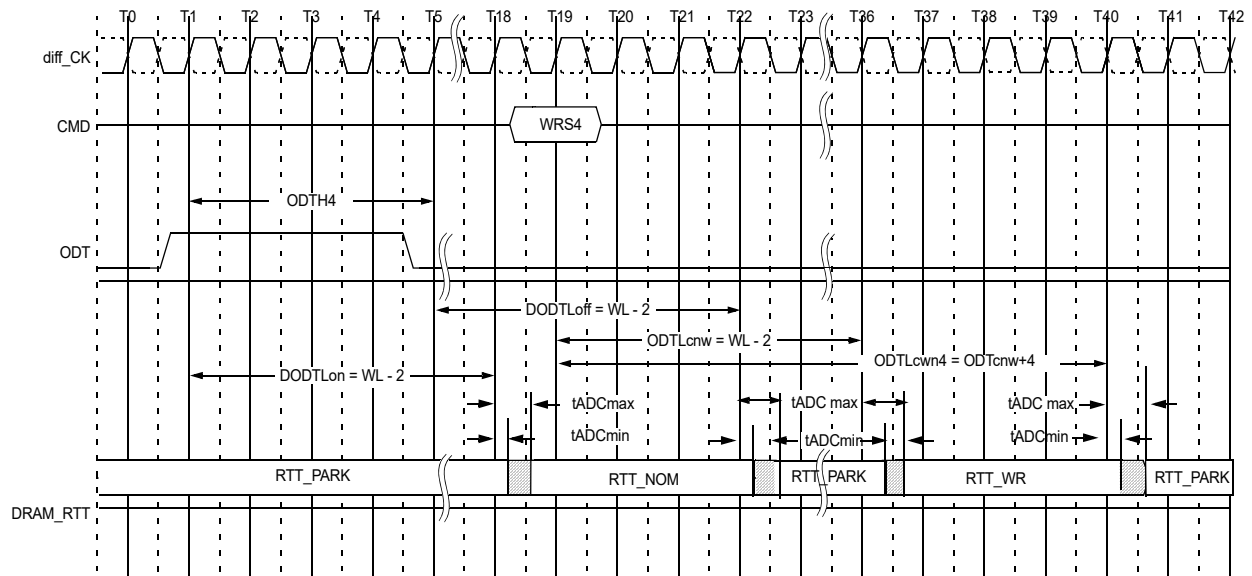 T0 T1 T2 T3 T4 T5 T18 T19 T20 T21 T22 T23 T36 T37 T38 T39 T40 T41 T42
diff_CK
CMD
WRS4
ODTH4
ODT
DODTLoff = WL - 2
ODTLcnw = WL - 2
ODTLcwn4 = ODTcnw+4
DODTLon = WL - 2
tADCmax tADC max tADC max
tADCmin tADCmin tADCmin
RTT_PARK RTT_NOM RTT_PARK RTT_WR RTT_PARK
DRAM_RTT